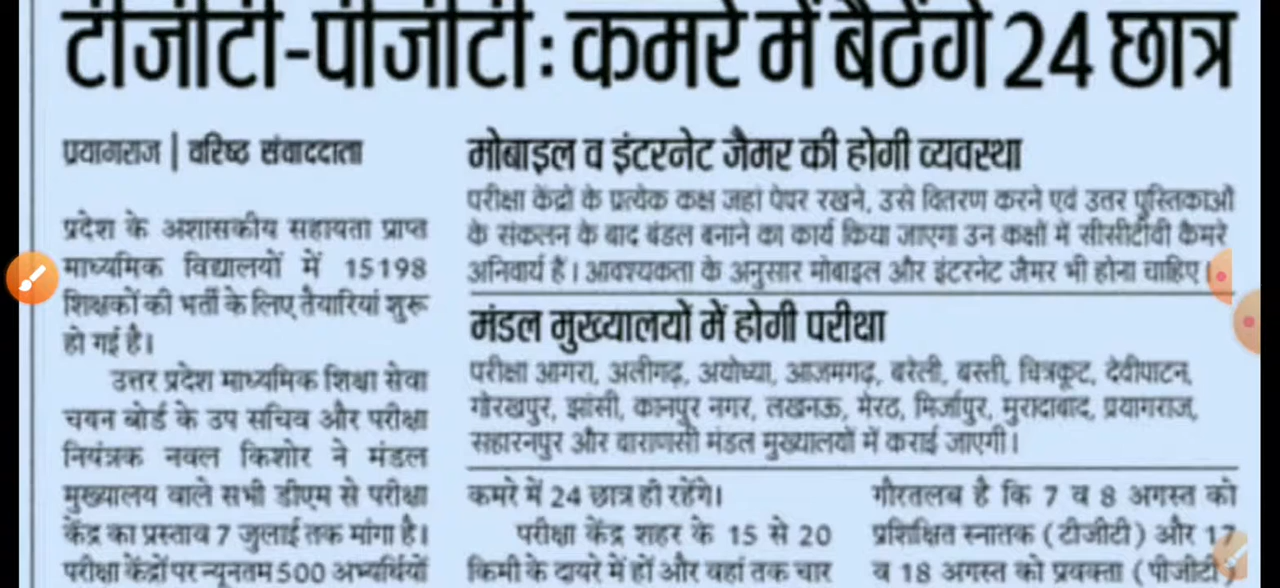 टीजीटी-पीजीटी: कमरे में बैठेंगे 24 छात्र
प्रयागराज | वरिष्ठ संवाददाता
प्रदेश के अशासकीय सहायता प्राप्त
माध्यमिक विद्यालयों में 15198
शिक्षकों की भर्ती के लिए तैयारियां शुरू
हो गई है।
उत्तर प्रदेश माध्यमिक शिक्षा सेवा
चयन बोर्ड के उप सचिव और परीक्षा
नियंत्रक नवल किशोर ने मंडल
मुख्यालय वाले सभी डीएम से परीक्षा
केंद्र का प्रस्ताव 7 जुलाई तक मांगा है।
परीक्षा केंद्रों पर न्यूनतम 500 अभ्यर्थियों
मोबाइल व इंटरनेट जैमर की होगी व्यवस्था
परीक्षा केंद्रों के प्रत्येक कक्ष जहां पेपर रखने, उसे वितरण करने एवं उत्तर पुस्तिकाओं
के संकलन के बाद बंडल बनाने का कार्य किया जाएगा उन कक्षों में सीसीटीवी कैमरे
अनिवार्य हैं। आवश्यकता के अनुसार मोबाइल और इंटरनेट जैमर भी होना चाहिए।
मंडल मुख्यालयों में होगी परीक्षा
परीक्षा आगरा, अलीगढ़, अयोध्या, आजमगढ़, बरेली, बस्ती, चित्रकूट, देवीपाटन,
गोरखपुर, झांसी, कानपुर नगर, लखनऊ, मेरठ, मिर्जापुर, मुरादाबाद, प्रयागराज,
सहारनपुर और वाराणसी मंडल मुख्यालयों में कराई जाएगी।
कमरे में 24 छात्र ही रहेंगे।
परीक्षा केंद्र शहर के 15 से 20
किमी के दायरे में हों और वहां तक चार
गौरतलब है कि 7 व 8 अगस्त को
प्रशिक्षित स्नातक (टीजीटी) और 17
व 18 अगस्त को प्रवक्ता (पीजीटी)